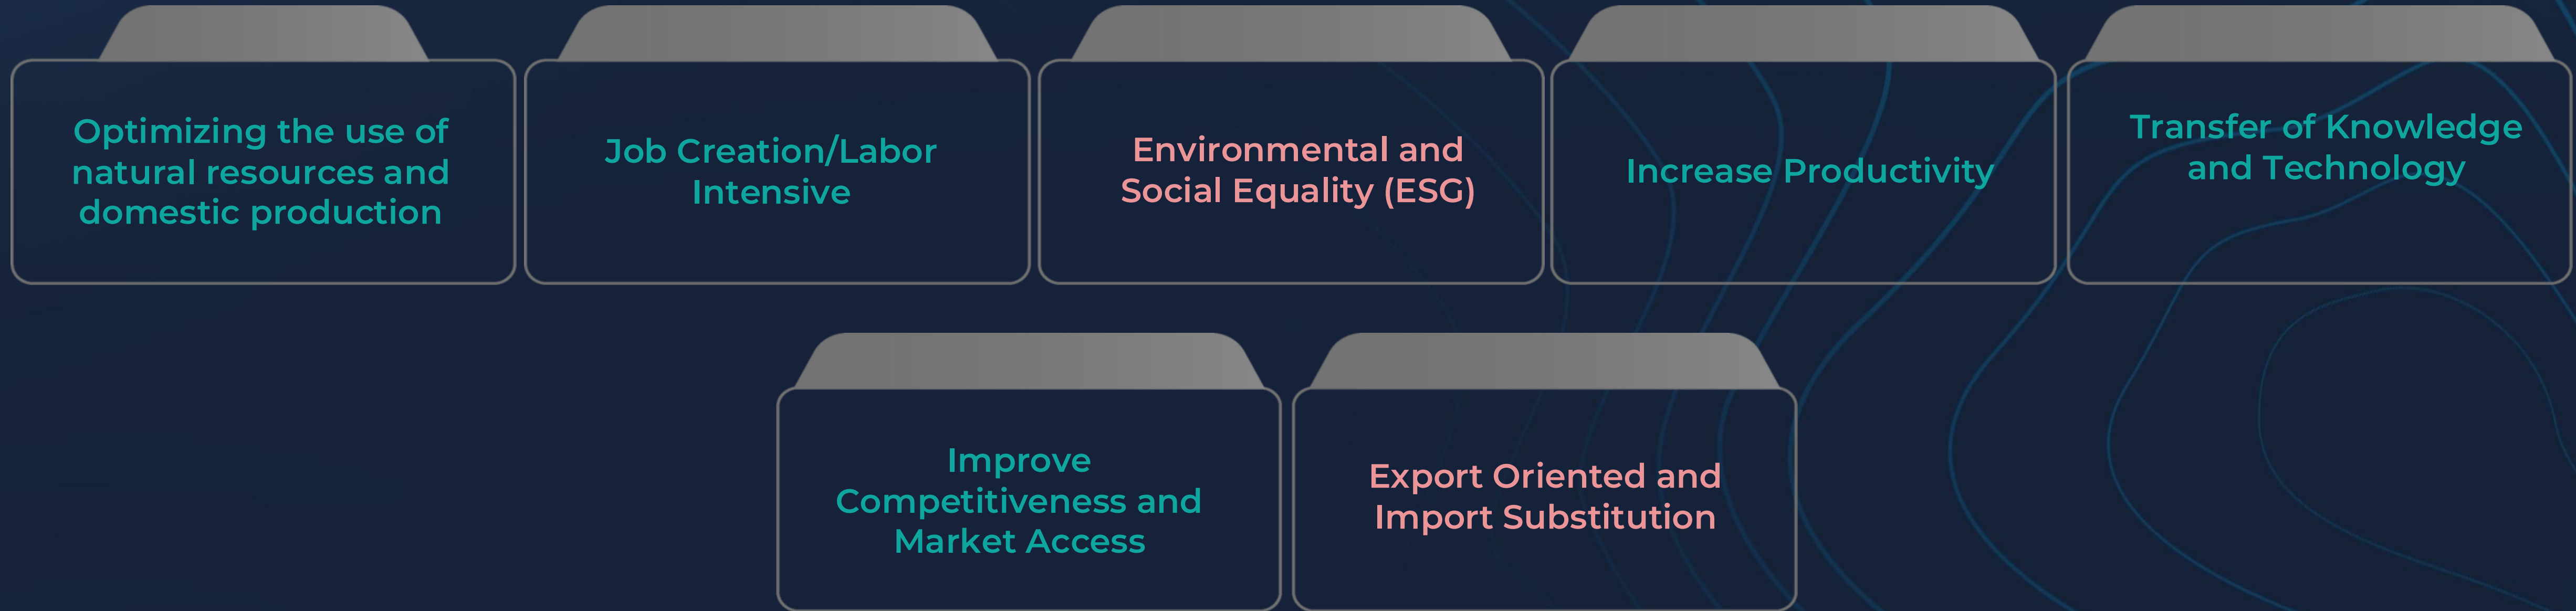 Optimizing the use of
natural resources and
domestic production
Job Creation/Labor
Intensive
Environmental and
Social Equality (ESG)
Increase Productivity
Transfer of Knowledge
and Technology
Improve
Competitiveness and
Market Access
Export Oriented and
Import Substitution